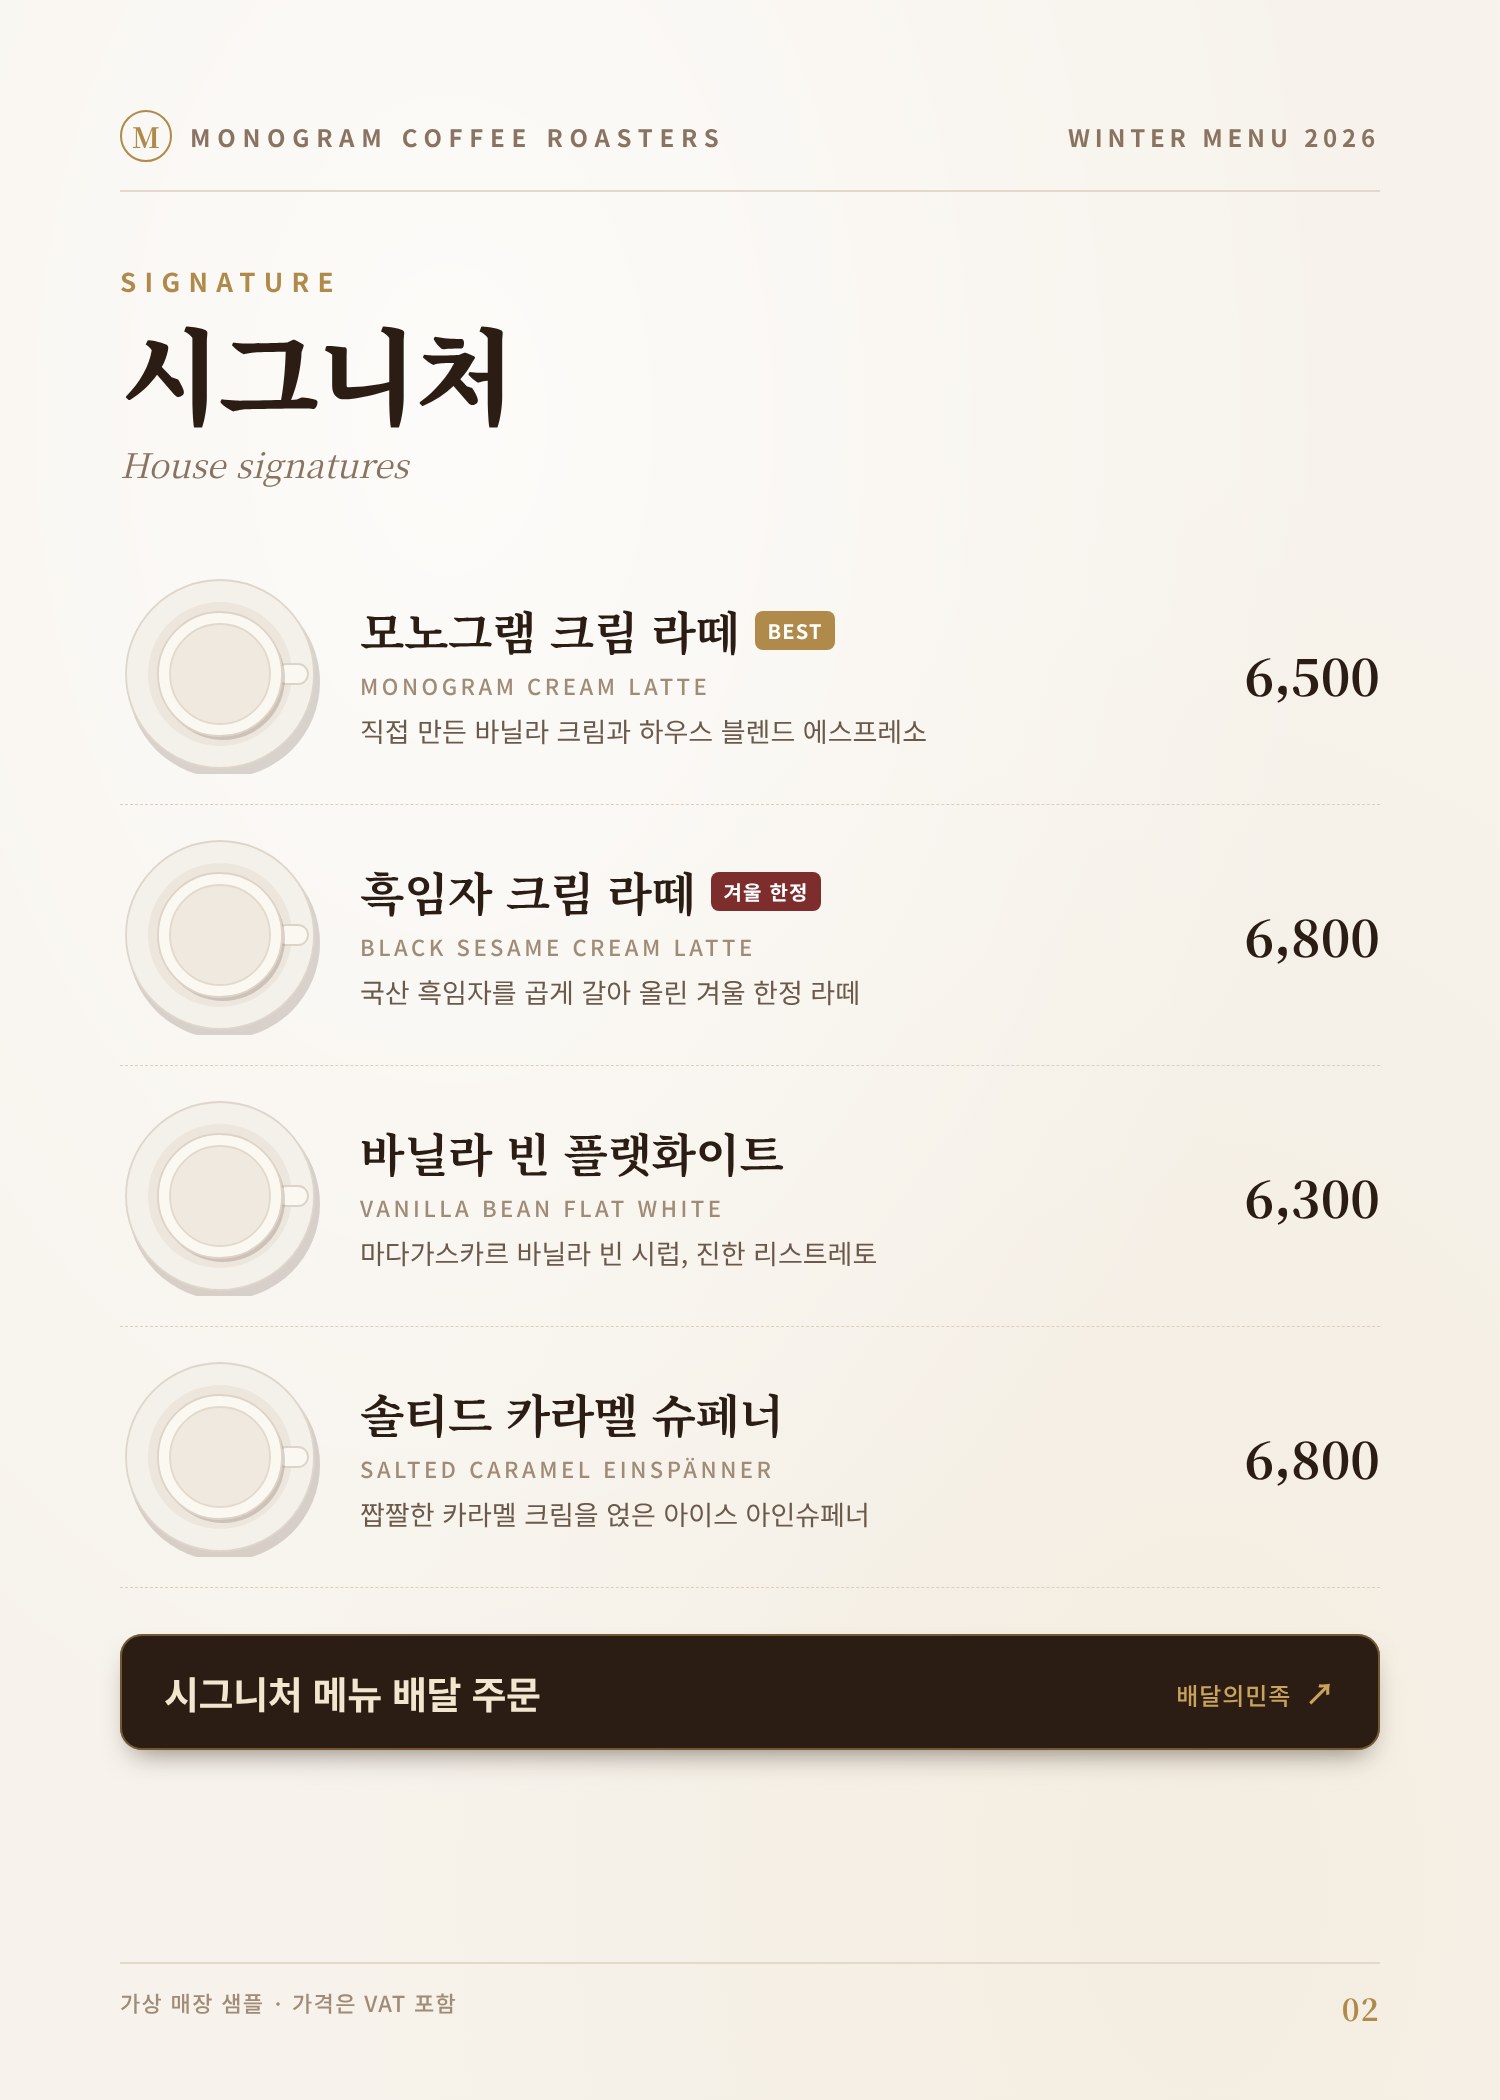 M MONOGRAM COFFEE ROASTERS
WINTER MENU 2026
SIGNATURE
시그니처
House signatures
모노그램 크림 라떼 BEST
MONOGRAM CREAM LATTE
직접 만든 바닐라 크림과 하우스 블렌드 에스프레소
6,500
흑임자 크림 라떼 겨울 한정
BLACK SESAME CREAM LATTE
국산 흑임자를 곱게 갈아 올린 겨울 한정 라떼
6,800
바닐라 빈 플랫화이트
VANILLA BEAN FLAT WHITE
마다가스카르 바닐라 빈 시럽, 진한 리스트레토
6,300
솔티드 카라멜 슈페너
SALTED CARAMEL EINSPÄNNER
짭짤한 카라멜 크림을 얹은 아이스 아인슈페너
6,800
시그니처 메뉴 배달 주문
배달의민족 ↗
가상 매장 샘플 · 가격은 VAT 포함
02